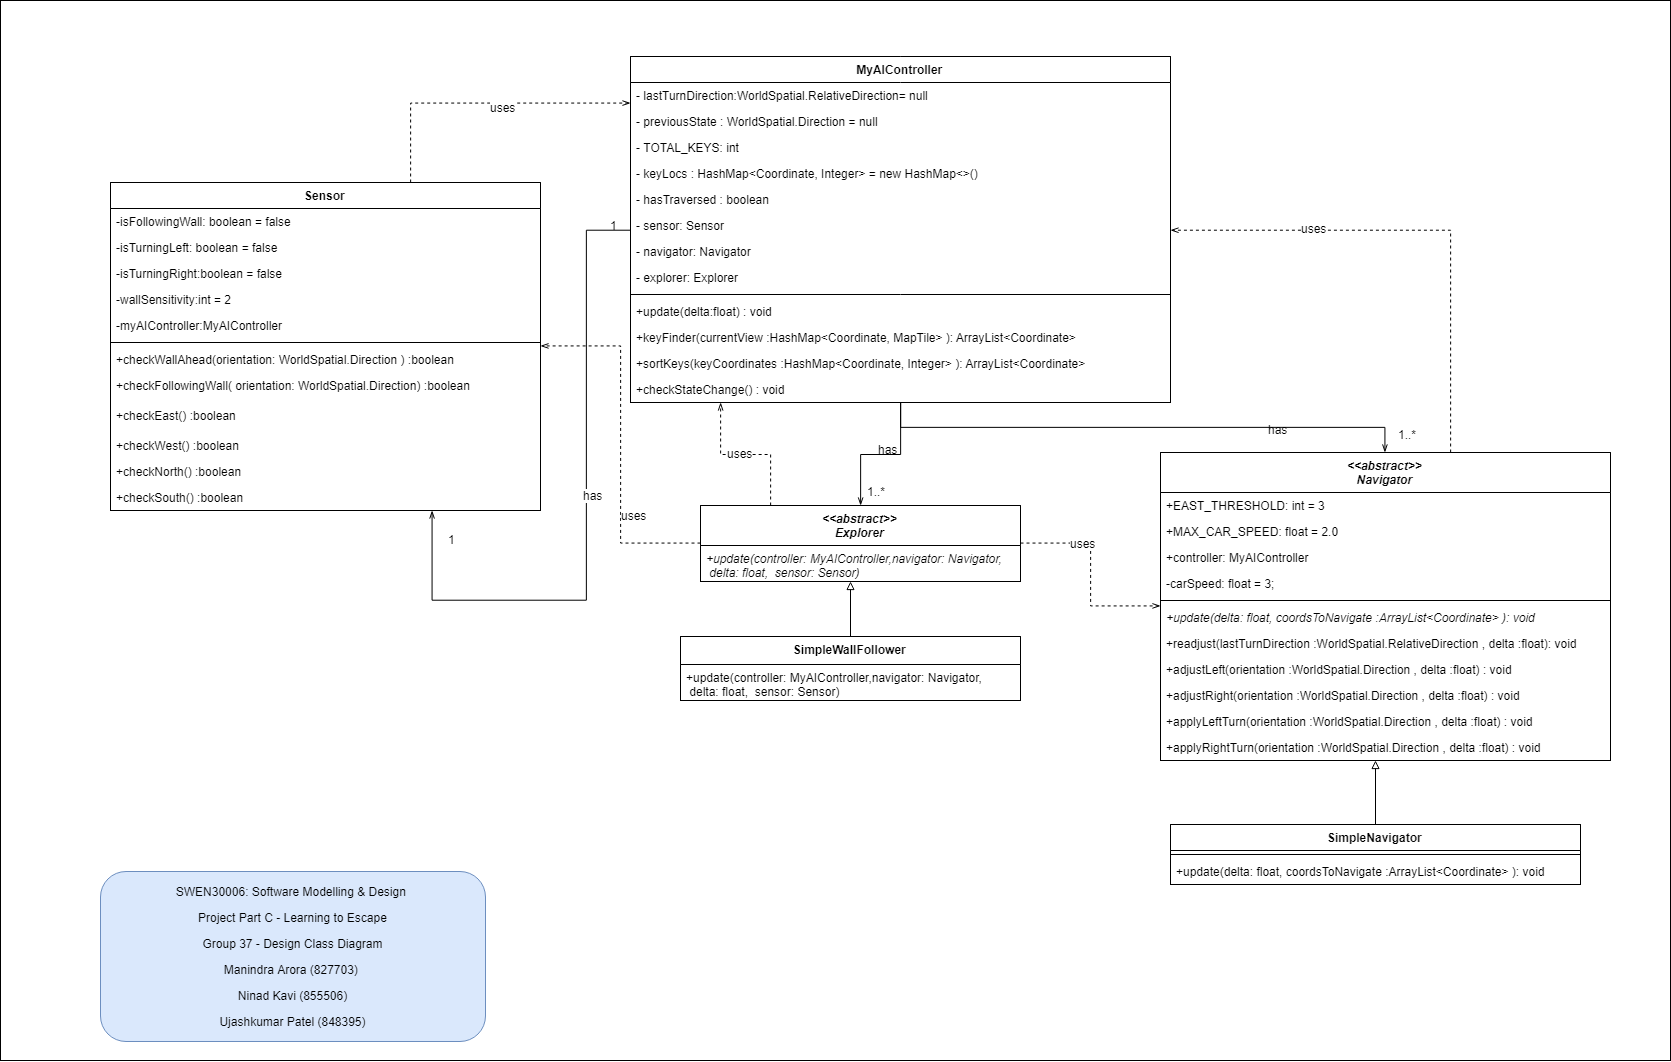 MyAIController
- lastTurnDirection:WorldSpatial.RelativeDirection= null
- previousState : WorldSpatial.Direction = null
- TOTAL_KEYS: int
- keyLocs : HashMap<Coordinate, Integer> = new HashMap<>()
- hasTraversed : boolean
- sensor: Sensor
- navigator: Navigator
- explorer: Explorer
+update(delta:float) : void
+keyFinder(currentView :HashMap<Coordinate, MapTile> ): ArrayList<Coordinate>
+sortKeys(keyCoordinates :HashMap<Coordinate, Integer> ): ArrayList<Coordinate>
+checkStateChange() : void
uses
Sensor
-isFollowingWall: boolean = false
-isTurningLeft: boolean = false
-isTurningRight:boolean = false
-wallSensitivity:int = 2
-myAIController:MyAIController
+checkWallAhead(orientation: WorldSpatial.Direction ) :boolean
+checkFollowingWall( orientation: WorldSpatial.Direction) :boolean
+checkEast() :boolean
+checkWest() :boolean
+checkNorth() :boolean
+checkSouth() :boolean
1
has
1
uses
uses
has
1..*
has
1..*
uses
uses
<<abstract>>
Explorer
+update(controller: MyAIController,navigator: Navigator,
delta: float,  sensor: Sensor)
SimpleWallFollower
+update(controller: MyAIController,navigator: Navigator,
delta: float,  sensor: Sensor)
<<abstract>>
Navigator
+EAST_THRESHOLD: int = 3
+MAX_CAR_SPEED: float = 2.0
+controller: MyAIController
-carSpeed: float = 3;
+update(delta: float, coordsToNavigate :ArrayList<Coordinate> ): void
+readjust(lastTurnDirection :WorldSpatial.RelativeDirection , delta :float): void
+adjustLeft(orientation :WorldSpatial.Direction , delta :float) : void
+adjustRight(orientation :WorldSpatial.Direction , delta :float) : void
+applyLeftTurn(orientation :WorldSpatial.Direction , delta :float) : void
+applyRightTurn(orientation :WorldSpatial.Direction , delta :float) : void
SimpleNavigator
+update(delta: float, coordsToNavigate :ArrayList<Coordinate> ): void
SWEN30006: Software Modelling & Design
Project Part C - Learning to Escape
Group 37 - Design Class Diagram
Manindra Arora (827703)
Ninad Kavi (855506)
Ujashkumar Patel (848395)